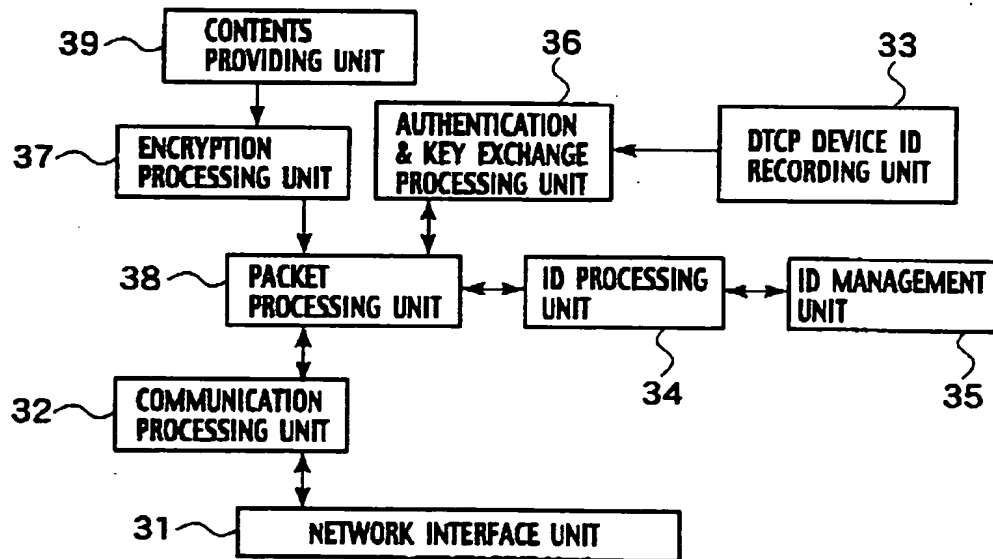 39
CONTENTS
PROVIDING UNIT
36
33
37
ENCRYPTION
PROCESSING UNIT
AUTHENTICATION
& KEY EXCHANGE
PROCESSING UNIT
DTCP DEVICE ID
RECORDING UNIT
38
PACKET
PROCESSING UNIT
ID PROCESSING
UNIT
ID MANAGEMENT
UNIT
34
35
32
COMMUNICATION
PROCESSING UNIT
31
NETWORK INTERFACE UNIT